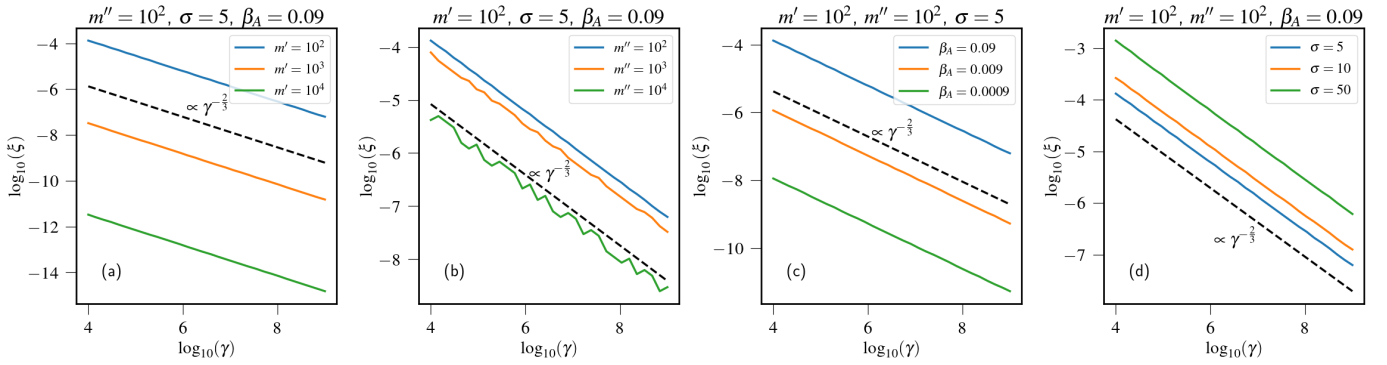 m″ = 10², σ = 5, β_A = 0.09
−4
−6
−8
−10
−12
−14
log₁₀(ξ)
m′ = 10²
m′ = 10³
m′ = 10⁴
∝ γ^{−2/3}
(a)
4
6
8
log₁₀(γ)
m′ = 10², σ = 5, β_A = 0.09
−4
−5
−6
−7
−8
log₁₀(ξ)
m″ = 10²
m″ = 10³
m″ = 10⁴
∝ γ^{−2/3}
(b)
4
6
8
log₁₀(γ)
m′ = 10², m″ = 10², σ = 5
−4
−6
−8
−10
log₁₀(ξ)
β_A = 0.09
β_A = 0.009
β_A = 0.0009
∝ γ^{−2/3}
(c)
4
6
8
log₁₀(γ)
m′ = 10², m″ = 10², β_A = 0.09
−3
−4
−5
−6
−7
log₁₀(ξ)
σ = 5
σ = 10
σ = 50
∝ γ^{−2/3}
(d)
4
6
8
log₁₀(γ)